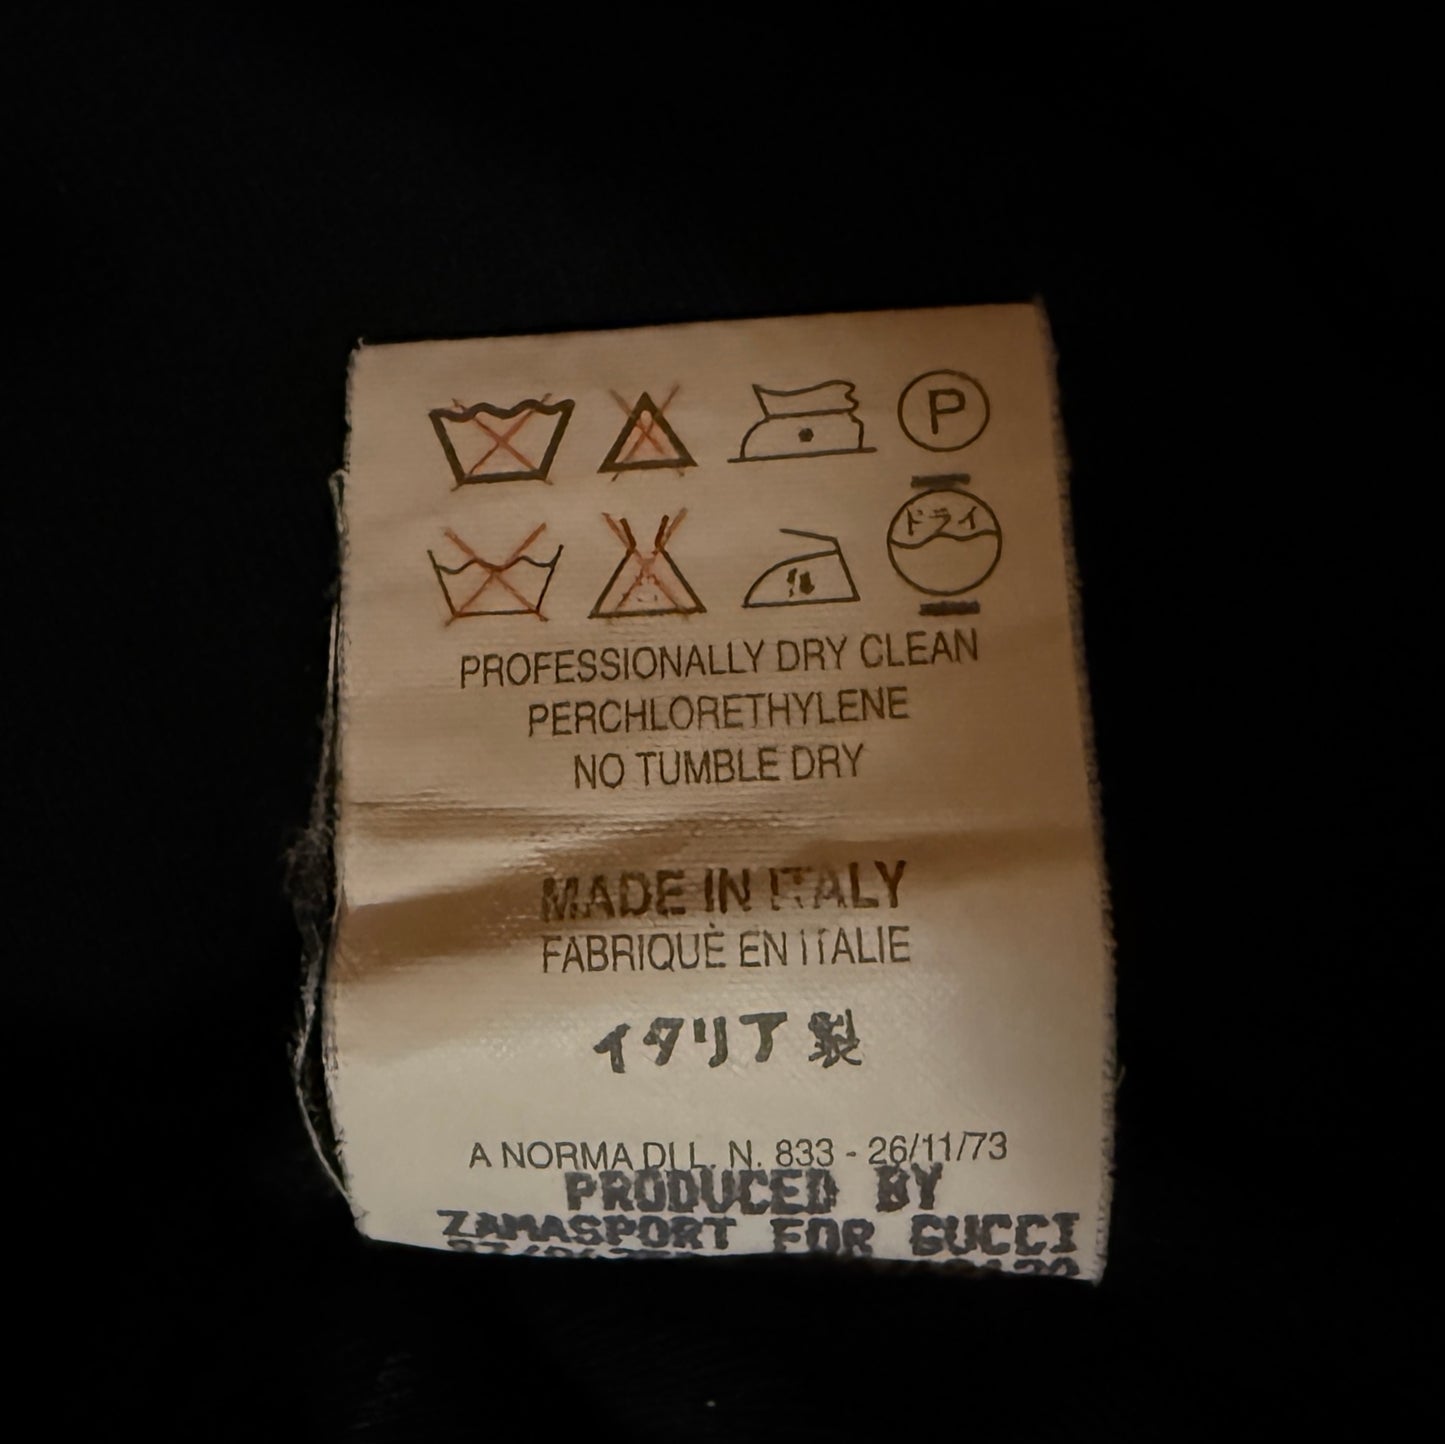 P
ドライ
PROFESSIONALLY DRY CLEAN
PERCHLORETHYLENE
NO TUMBLE DRY
MADE IN ITALY
FABRIQUÈ EN ITALIE
イタリア製
A NORMA DI L. N. 833 - 26/11/73
PRODUCED BY
ZAMASPORT FOR GUCCI